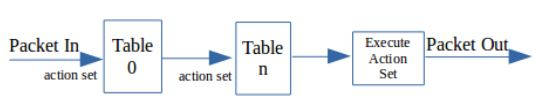 Packet In
action set
Table
0
action set
Table
n
Execute
Action
Set
Packet Out